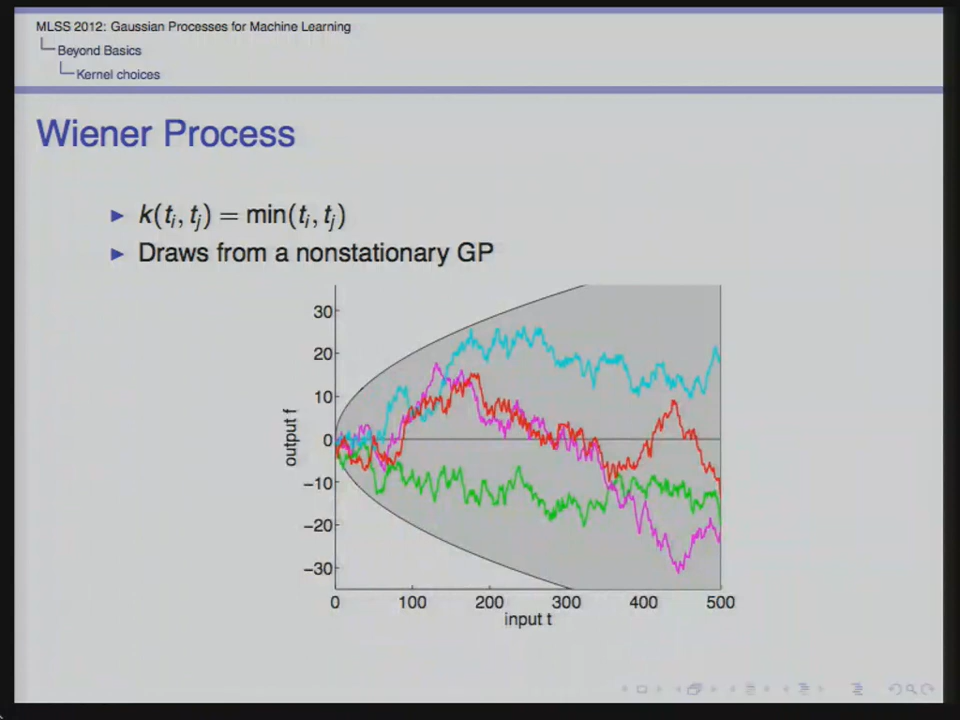 MLSS 2012: Gaussian Processes for Machine Learning
Beyond Basics
Kernel choices
Wiener Process
k(tᵢ, tⱼ) = min(tᵢ, tⱼ)
Draws from a nonstationary GP
30
20
10
0
−10
−20
−30
output f
0 100 200 300 400 500
input t